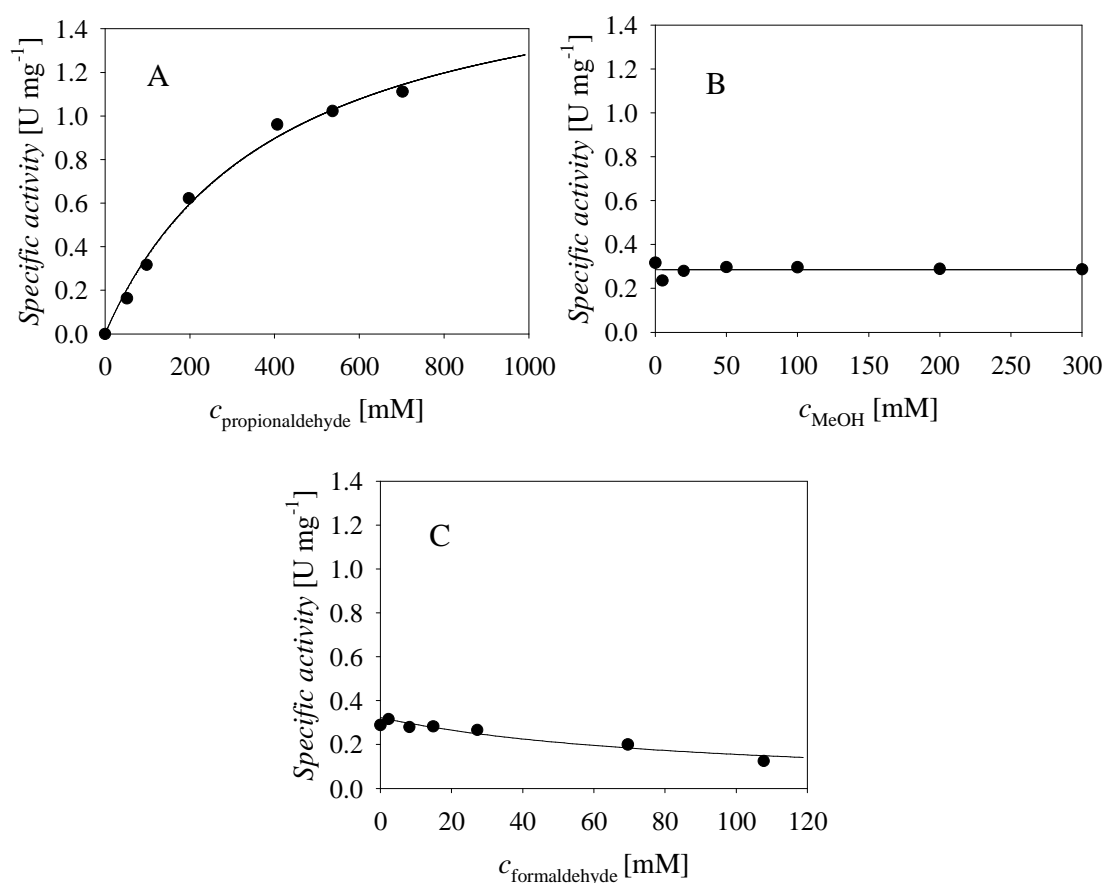 1.4
1.2
1.0
0.8
0.6
0.4
0.2
0.0
Specific activity [U mg-1]
A
0 200 400 600 800 1000
cpropionaldehyde [mM]
1.4
1.2
1.0
0.8
0.6
0.4
0.2
0.0
Specific activity [U mg-1]
B
0 50 100 150 200 250 300
cMeOH [mM]
1.4
1.2
1.0
0.8
0.6
0.4
0.2
0.0
Specific activity [U mg-1]
C
0 20 40 60 80 100 120
cformaldehyde [mM]